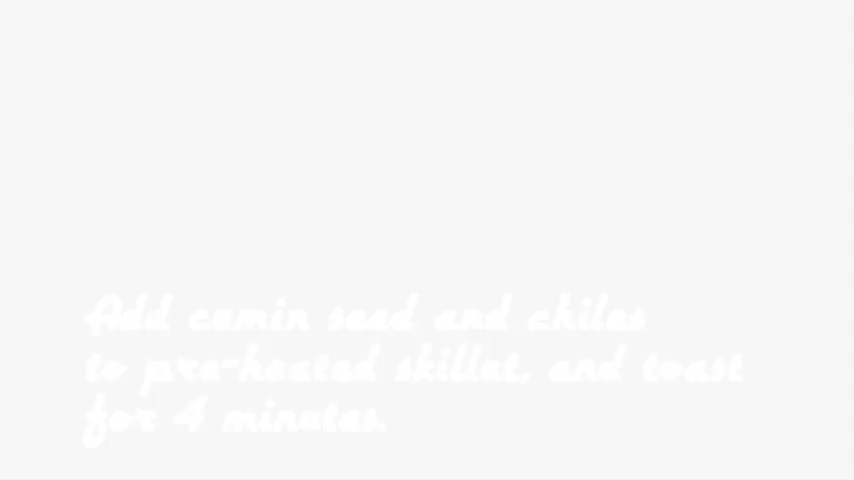 Add cumin seed and chiles
to pre-heated skillet, and toast
for 4 minutes.